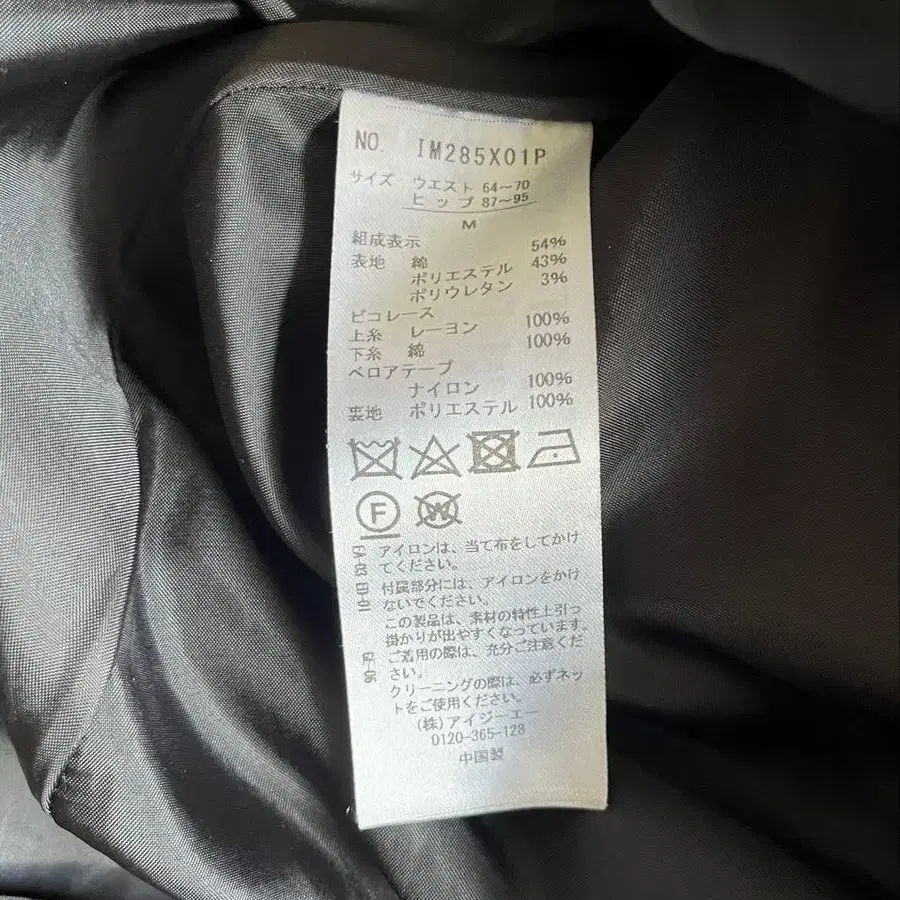 NO. IM285X01P
サイズ ウエスト 64～70
ヒップ 87～95
M
組成表示
表地 綿 54%
ポリエステル 43%
ポリウレタン 3%
ピコレース
上糸 レーヨン 100%
下糸 綿 100%
ベロアテープ
ナイロン 100%
裏地 ポリエステル 100%
F W
アイロンは、当て布をしてかけ
てください。
付属部分には、アイロンをかけ
ないでください。
この製品は、素材の特性上引っ
掛かりが出やすくなっています。
ご着用の際は、充分ご注意くだ
さい。
クリーニングの際は、必ずネッ
トをご使用ください。
(株)アイジーエー
0120-365-128
中国製